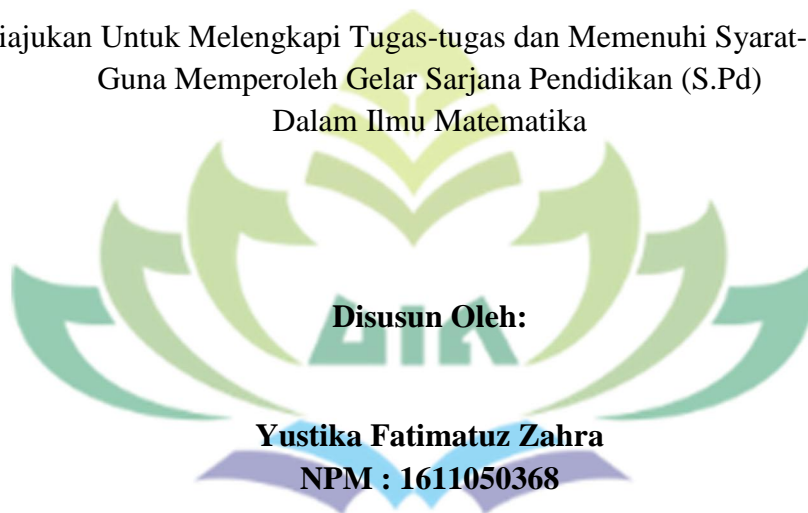 iajukan Untuk Melengkapi Tugas-tugas dan Memenuhi Syarat-
Guna Memperoleh Gelar Sarjana Pendidikan (S.Pd)
Dalam Ilmu Matematika
Disusun Oleh:
Yustika Fatimatuz Zahra
NPM : 1611050368